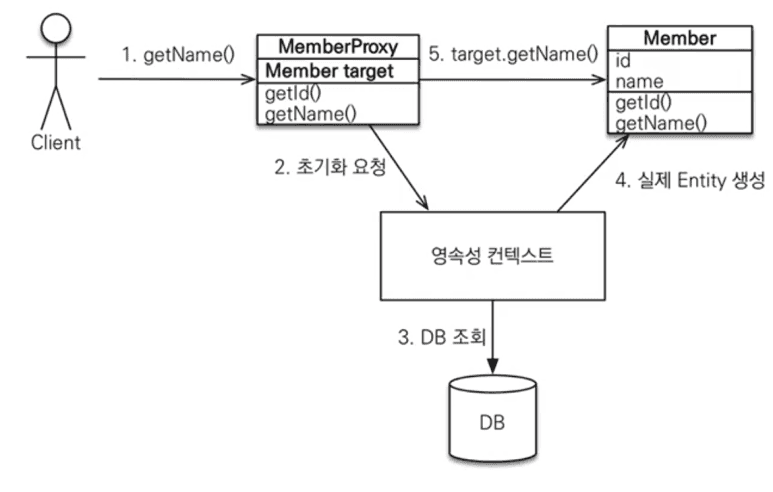 1. getName()
MemberProxy
Member target
getId()
getName()
5. target.getName()
Member
id
name
getId()
getName()
Client
2. 초기화 요청
4. 실제 Entity 생성
영속성 컨텍스트
3. DB 조회
DB